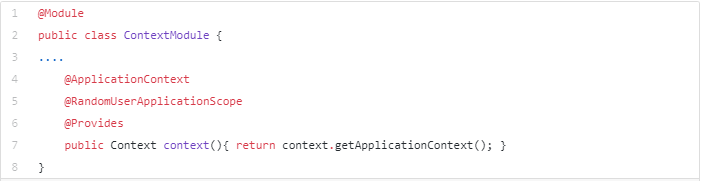 1 @Module
2 public class ContextModule {
3 ....
4 @ApplicationContext
5 @RandomUserApplicationScope
6 @Provides
7 public Context context(){ return context.getApplicationContext(); }
8 }